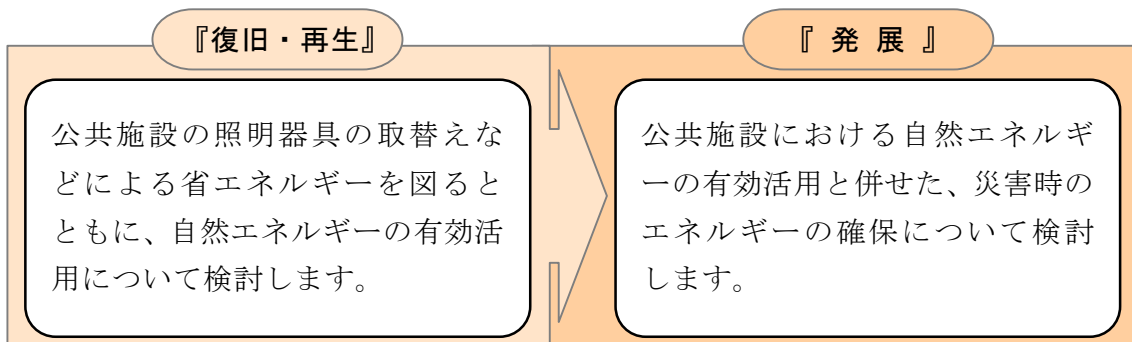 『復旧・再生』
公共施設の照明器具の取替えな
どによる省エネルギーを図ると
ともに、自然エネルギーの有効活
用について検討します。
『 発 展 』
公共施設における自然エネルギ
ーの有効活用と併せた、災害時の
エネルギーの確保について検討
します。